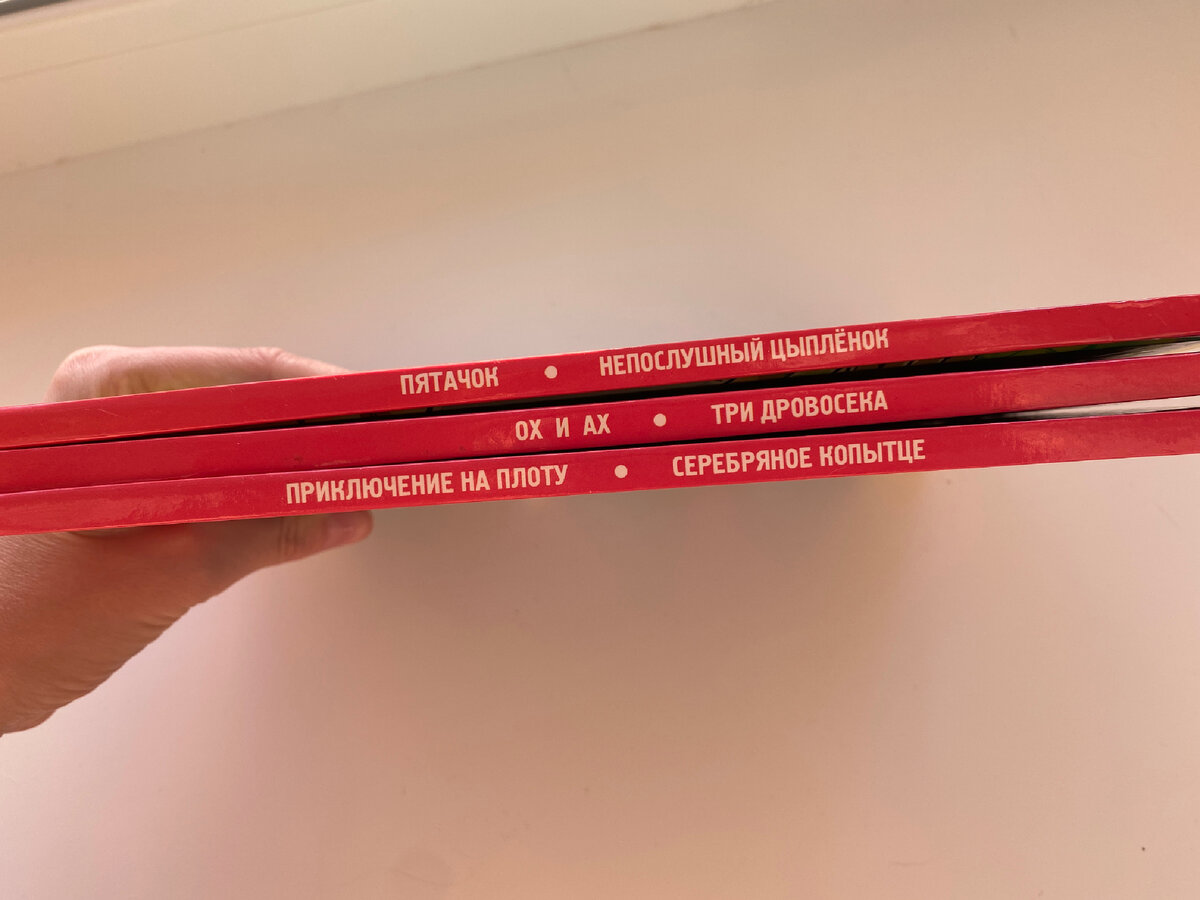 ПЯТАЧОК • НЕПОСЛУШНЫЙ ЦЫПЛЁНОК
ОХ И АХ • ТРИ ДРОВОСЕКА
ПРИКЛЮЧЕНИЕ НА ПЛОТУ • СЕРЕБРЯНОЕ КОПЫТЦЕ